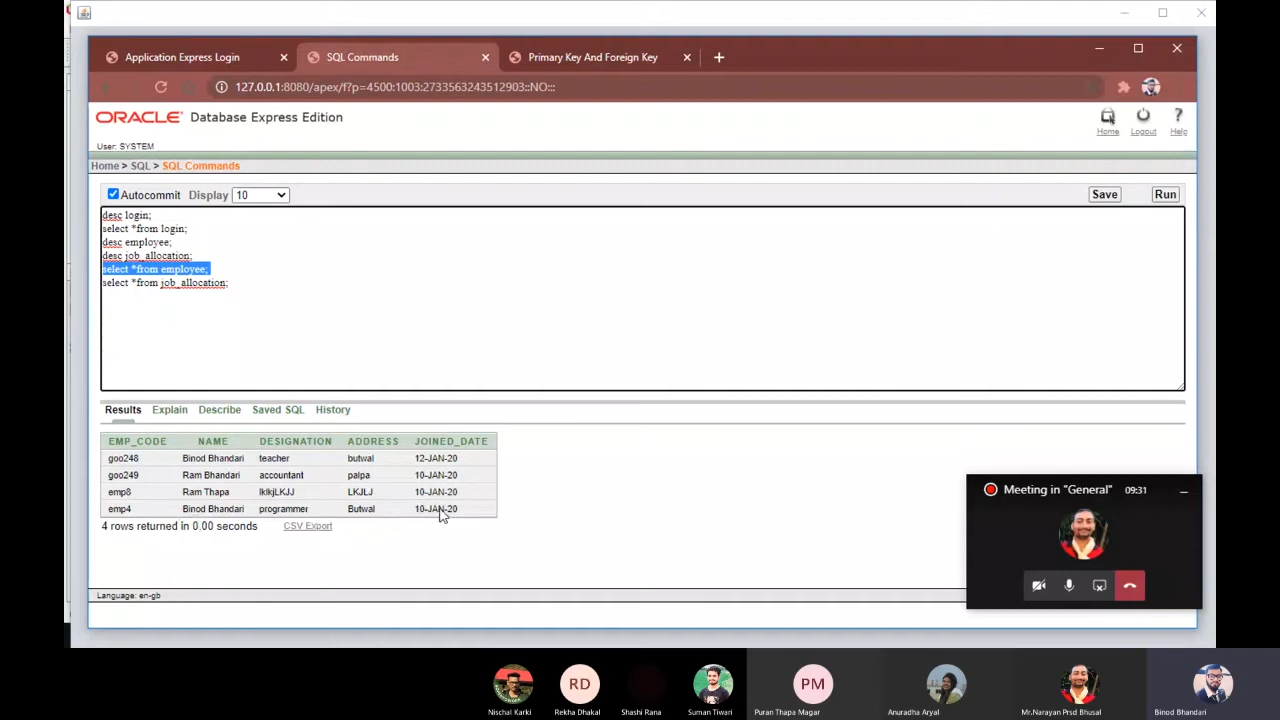 Application Express Login
SQL Commands
Primary Key And Foreign Key
127.0.0.1:8080/apex/f?p=4500:1003:2733563243512903::NO:::
ORACLE Database Express Edition
Home
Logout
Help
User: SYSTEM
Home > SQL > SQL Commands
Autocommit Display 10
Save
Run
desc login;
select *from login;
desc employee;
desc job_allocation;
select *from employee;
select *from job_allocation;
Results Explain Describe Saved SQL History
EMP_CODE NAME DESIGNATION ADDRESS JOINED_DATE
goo248 Binod Bhandari teacher butwal 12-JAN-20
goo249 Ram Bhandari accountant palpa 10-JAN-20
emp8 Ram Thapa lklkjLKJJ LKJLJ 10-JAN-20
emp4 Binod Bhandari programmer Butwal 10-JAN-20
4 rows returned in 0.00 seconds CSV Export
Meeting in "General" 09:31
Language: en-gb
RD
PM
Nischal Karki
Rekha Dhakal
Shashi Rana
Suman Tiwari
Puran Thapa Magar
Anuradha Aryal
Mr.Narayan Prsd Bhusal
Binod Bhandari